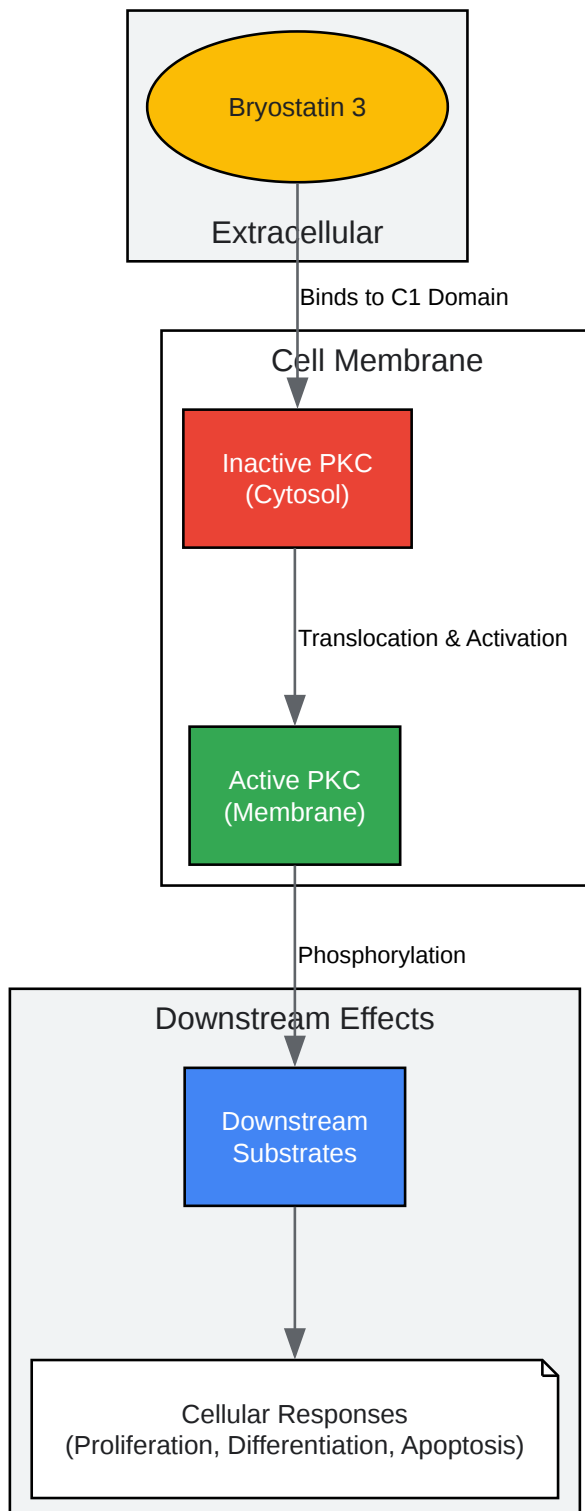 Bryostatin 3
Extracellular
Binds to C1 Domain
Cell Membrane
Inactive PKC
(Cytosol)
Translocation & Activation
Active PKC
(Membrane)
Phosphorylation
Downstream Effects
Downstream
Substrates
Cellular Responses
(Proliferation, Differentiation, Apoptosis)